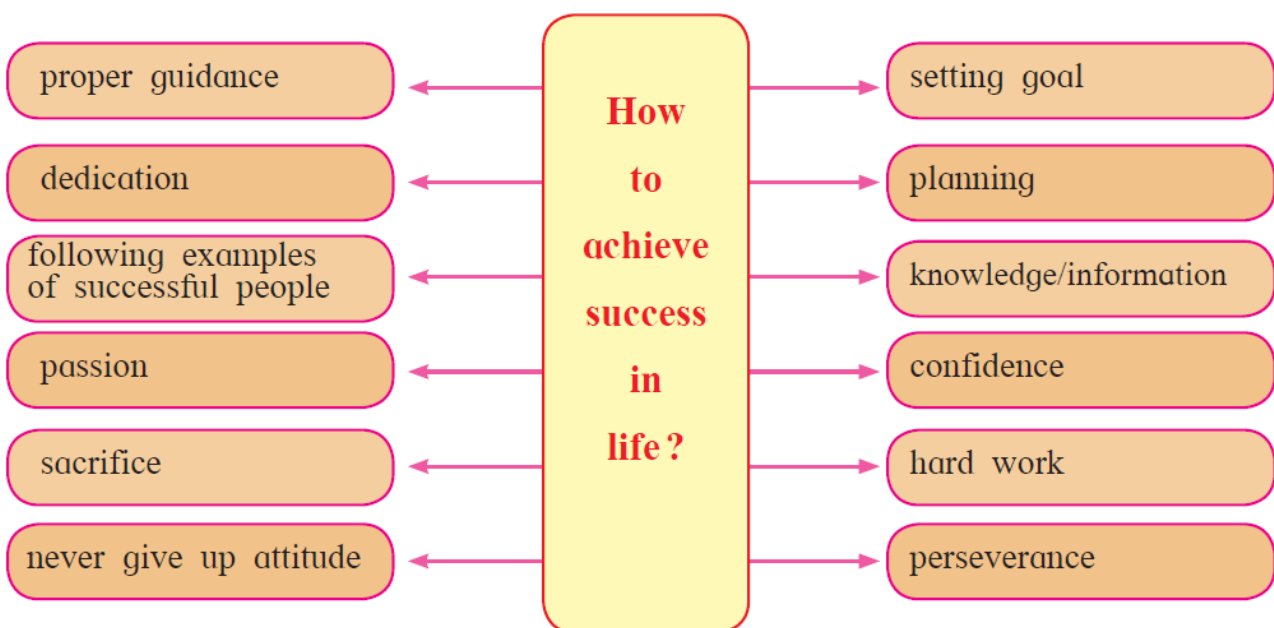 proper guidance
dedication
following examples
of successful people
passion
sacrifice
never give up attitude
How
to
achieve
success
in
life?
setting goal
planning
knowledge/information
confidence
hard work
perseverance